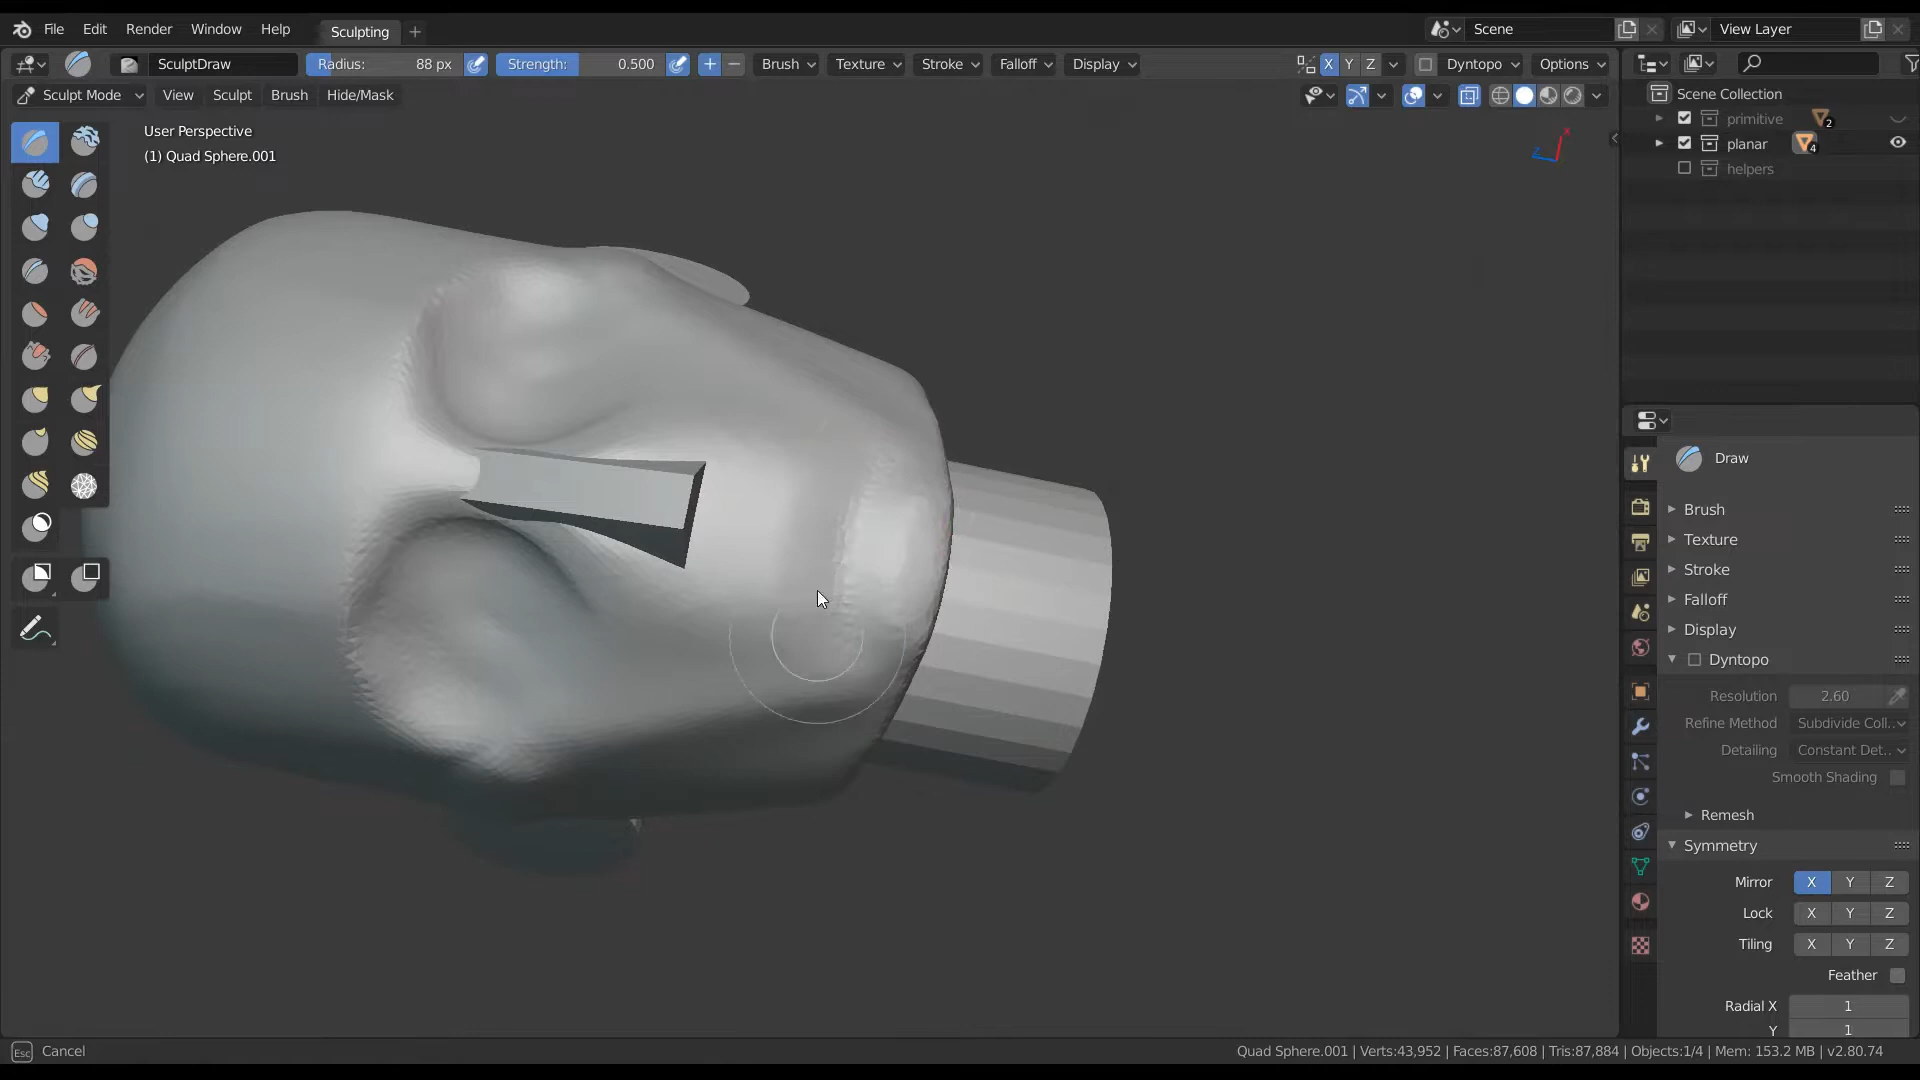 File Edit Render Window Help Sculpting + Scene View Layer
SculptDraw Radius: 88 px Strength: 0.500 Brush Texture Stroke Falloff Display X Y Z Dyntopo Options
Sculpt Mode View Sculpt Brush Hide/Mask
Scene Collection
primitive 2
planar 4
helpers
User Perspective
(1) Quad Sphere.001
X
Z
Draw
Brush
Texture
Stroke
Falloff
Display
Dyntopo
Resolution 2.60
Refine Method Subdivide Coll..
Detailing Constant Det..
Smooth Shading
Remesh
Symmetry
Mirror X Y Z
Lock X Y Z
Tiling X Y Z
Feather
Radial X 1
Y 1
Esc Cancel
Quad Sphere.001 | Verts:43,952 | Faces:87,608 | Tris:87,884 | Objects:1/4 | Mem: 153.2 MB | v2.80.74